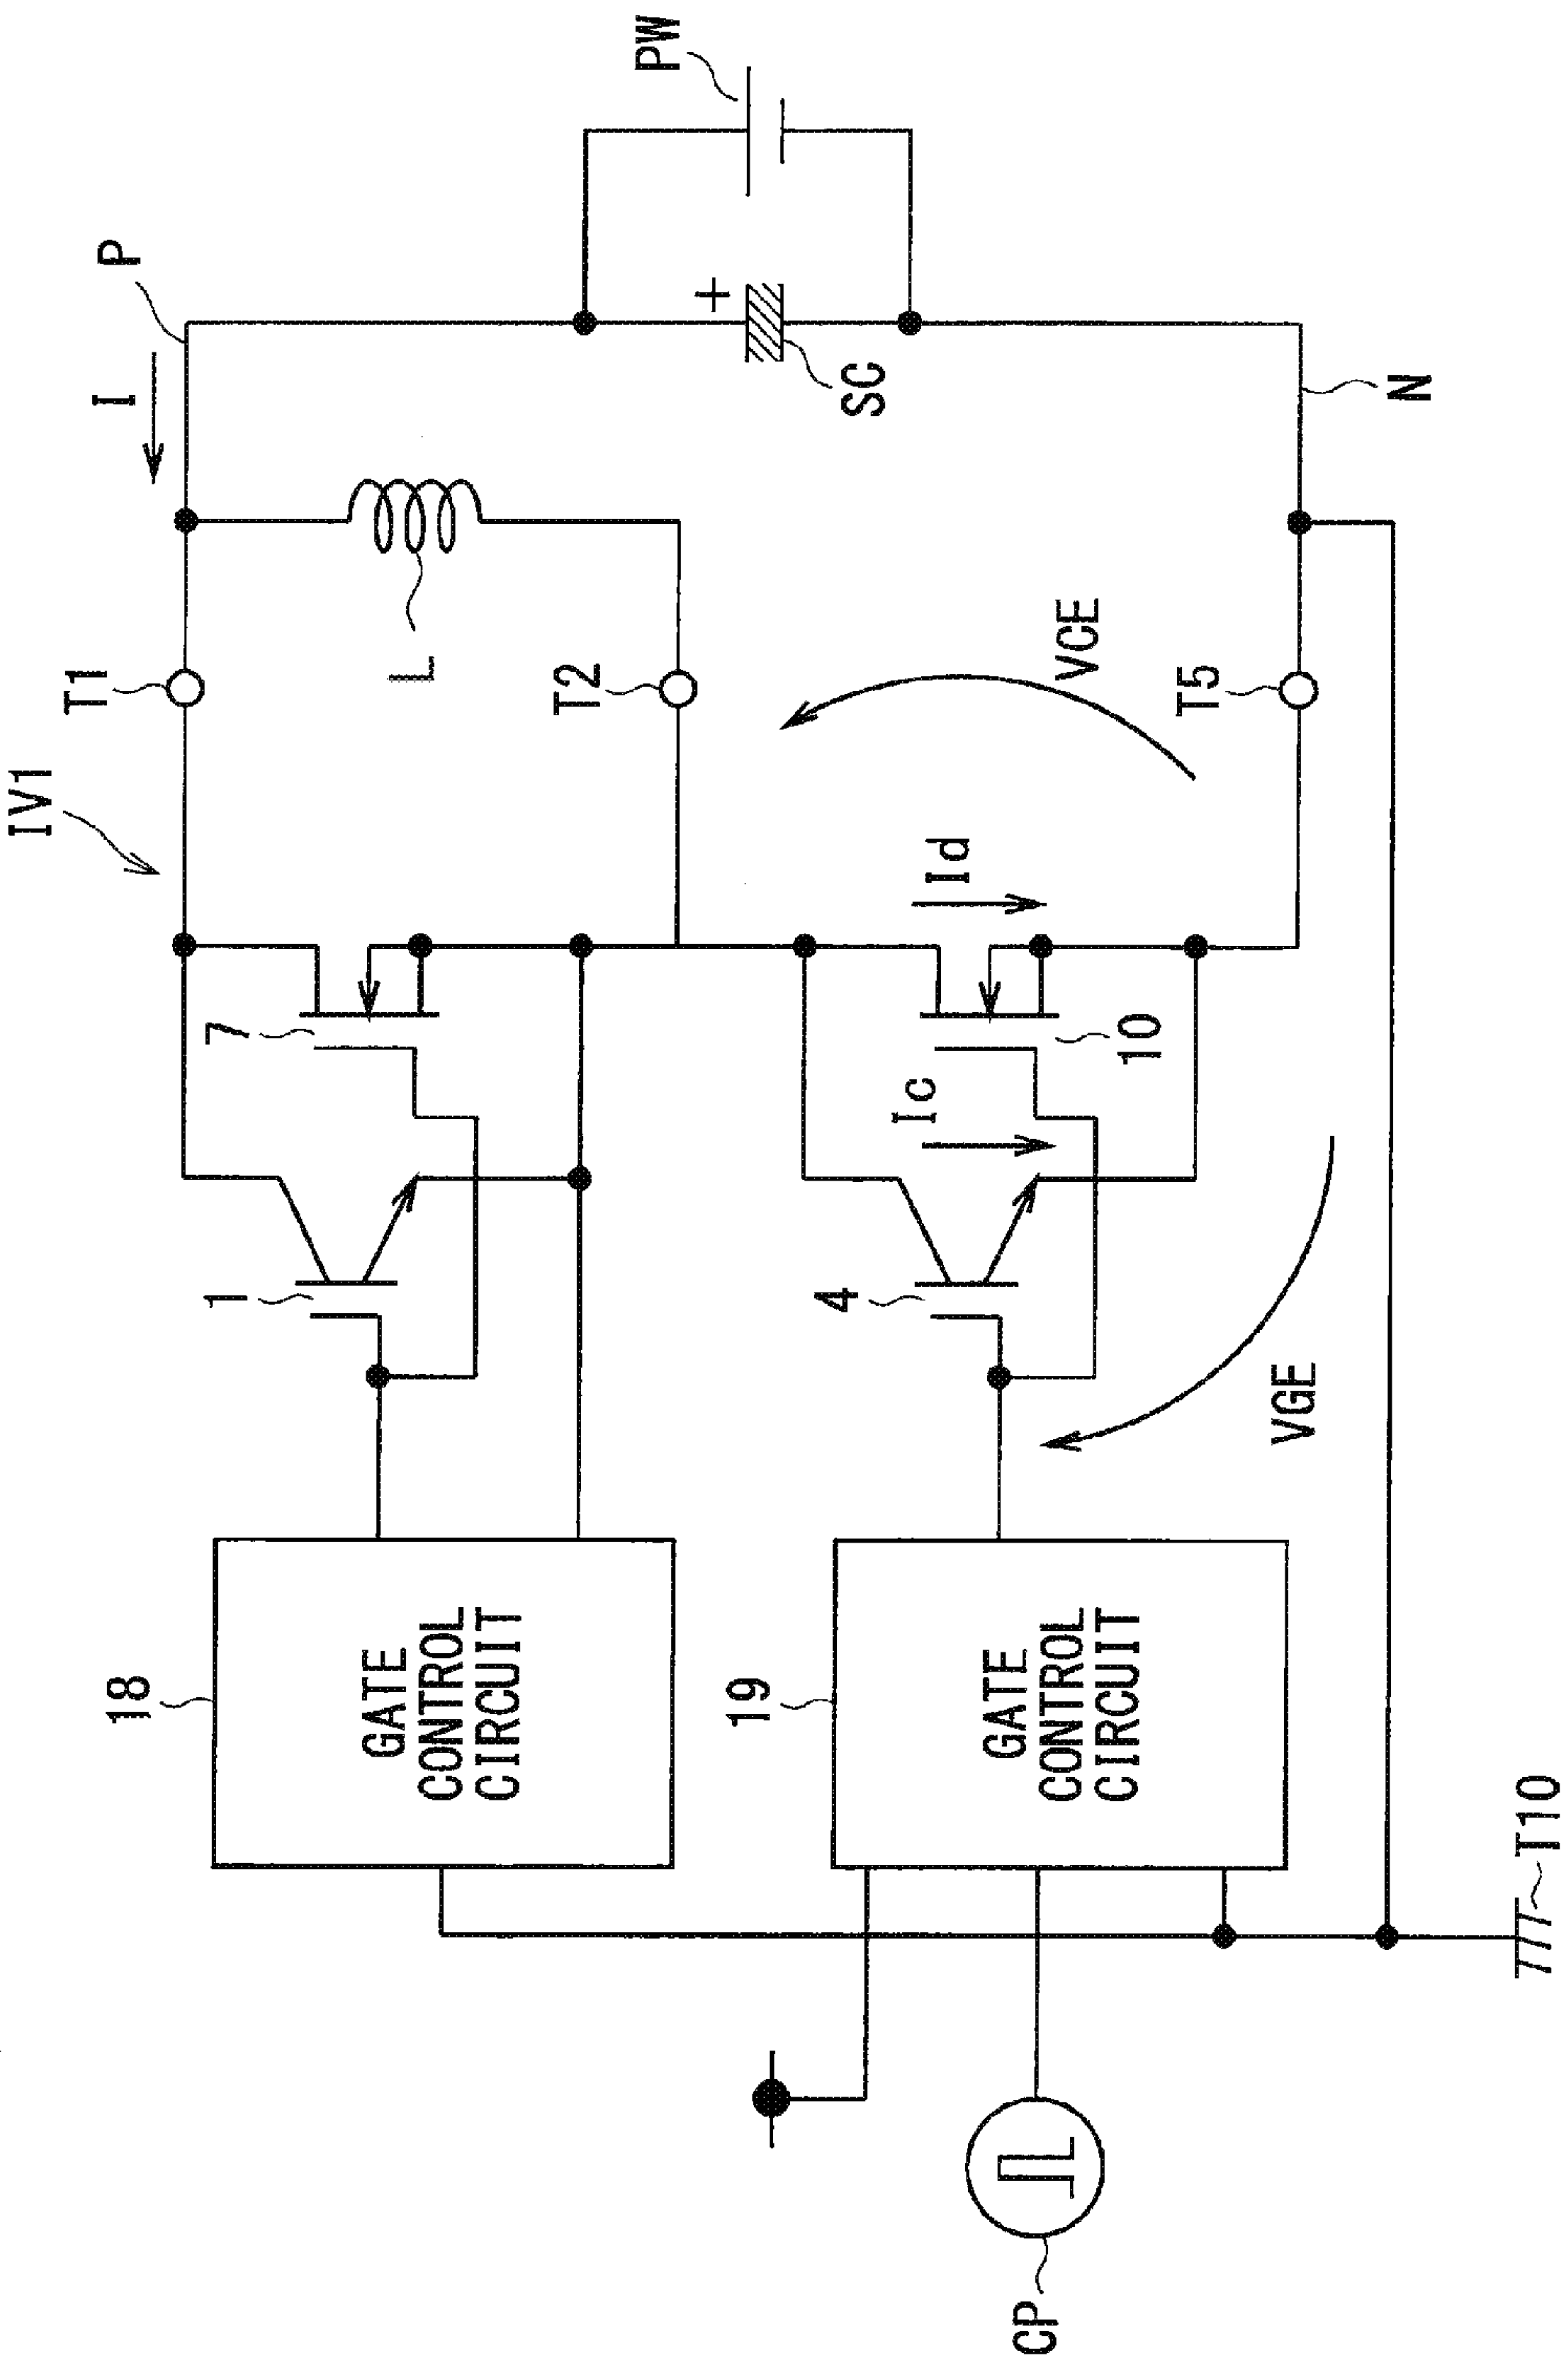 IV1
T1
I
P
L
T2
PW
+
SC
7
1
18
GATE
CONTROL
CIRCUIT
Id
VCE
T5
N
Ic
10
4
19
GATE
CONTROL
CIRCUIT
VGE
CP
T10